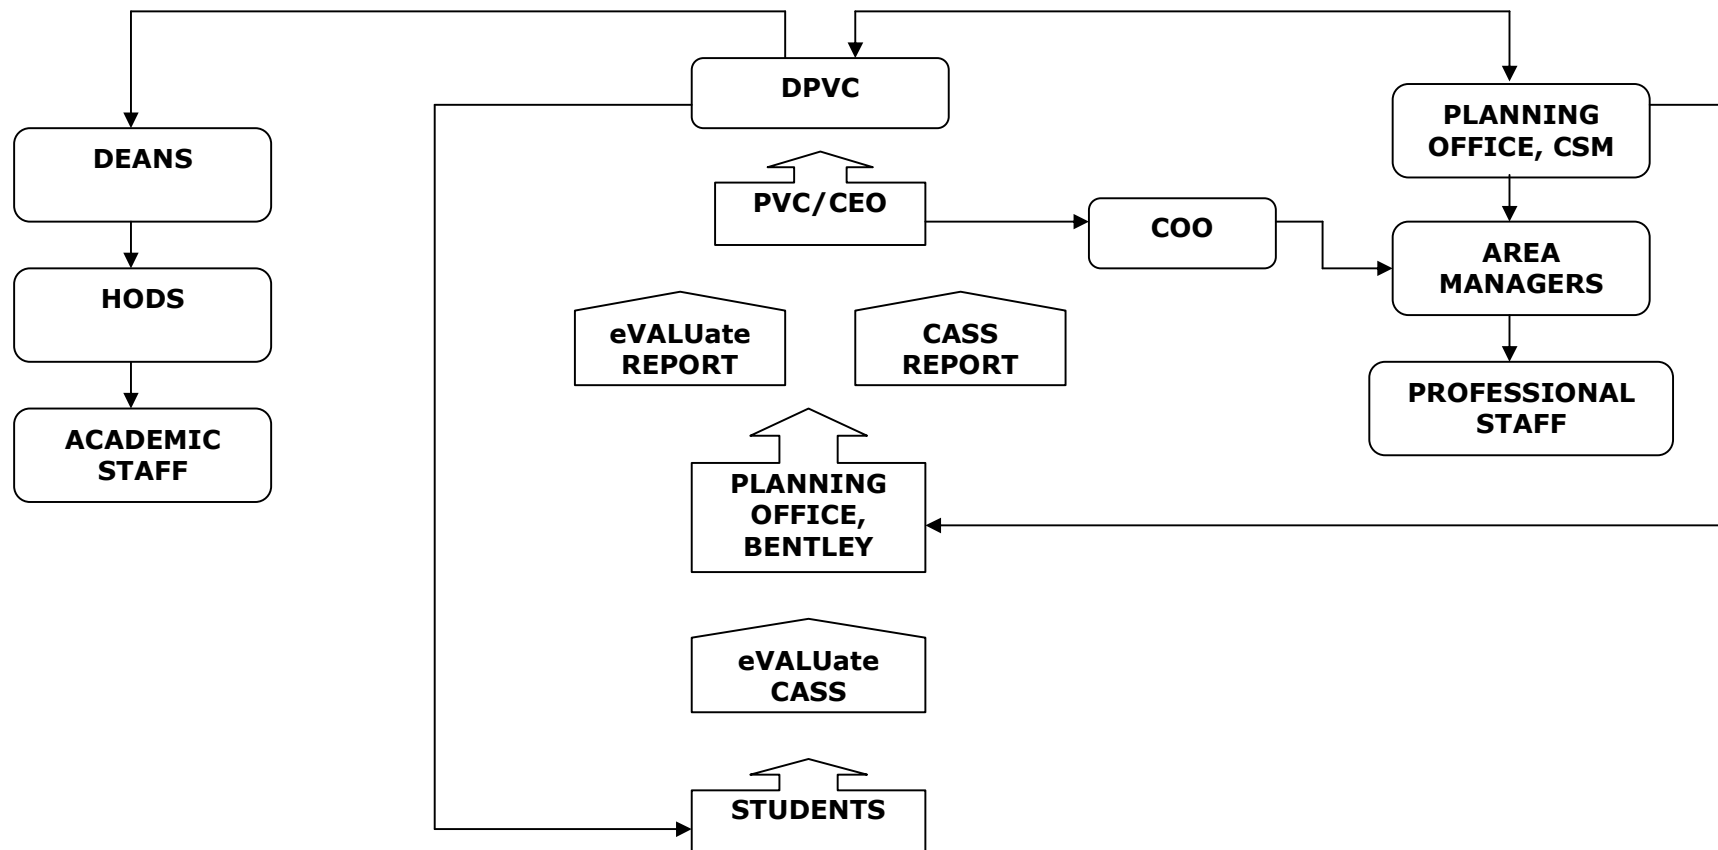 DPVC
PLANNING
OFFICE, CSM
DEANS
PVC/CEO
COO
AREA
MANAGERS
HODS
eVALUate
REPORT
CASS
REPORT
PROFESSIONAL
STAFF
ACADEMIC
STAFF
PLANNING
OFFICE,
BENTLEY
eVALUate
CASS
STUDENTS